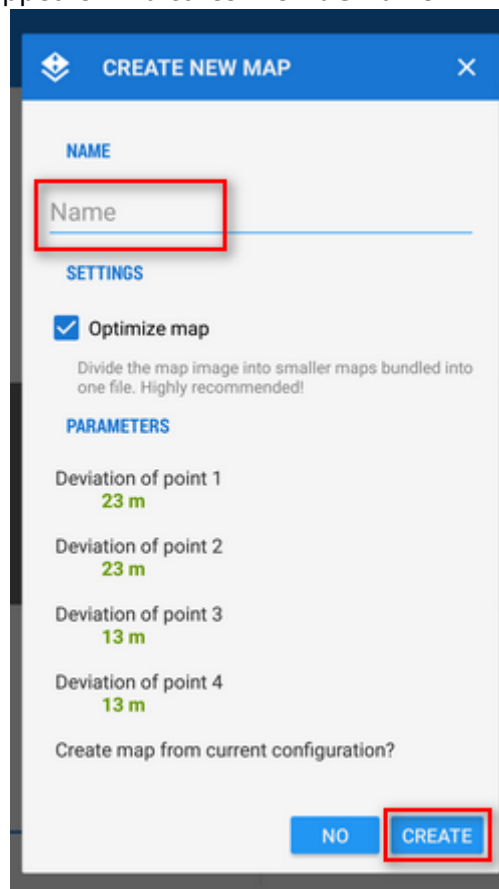 CREATE NEW MAP
NAME
Name
SETTINGS
Optimize map
Divide the map image into smaller maps bundled into
one file. Highly recommended!
PARAMETERS
Deviation of point 1
23 m
Deviation of point 2
23 m
Deviation of point 3
13 m
Deviation of point 4
13 m
Create map from current configuration?
NO CREATE